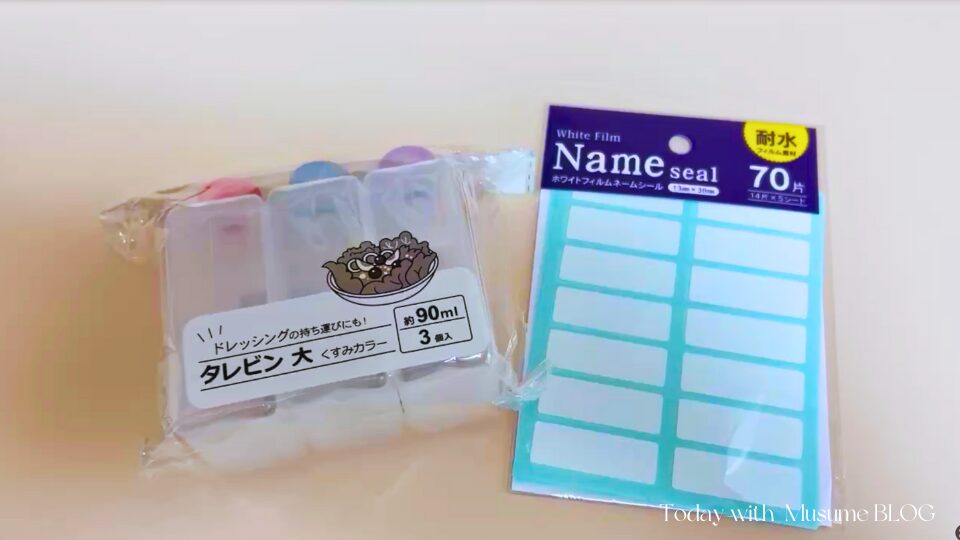 ドレッシングの持ち運びにも!
タレビン 大 くすみカラー
約90ml
3個入
White Film
Name seal
ホワイトフィルムネームシール 13mm×38mm
耐水
フィルム素材
70片
14片×5シート
Today with Musume BLOG